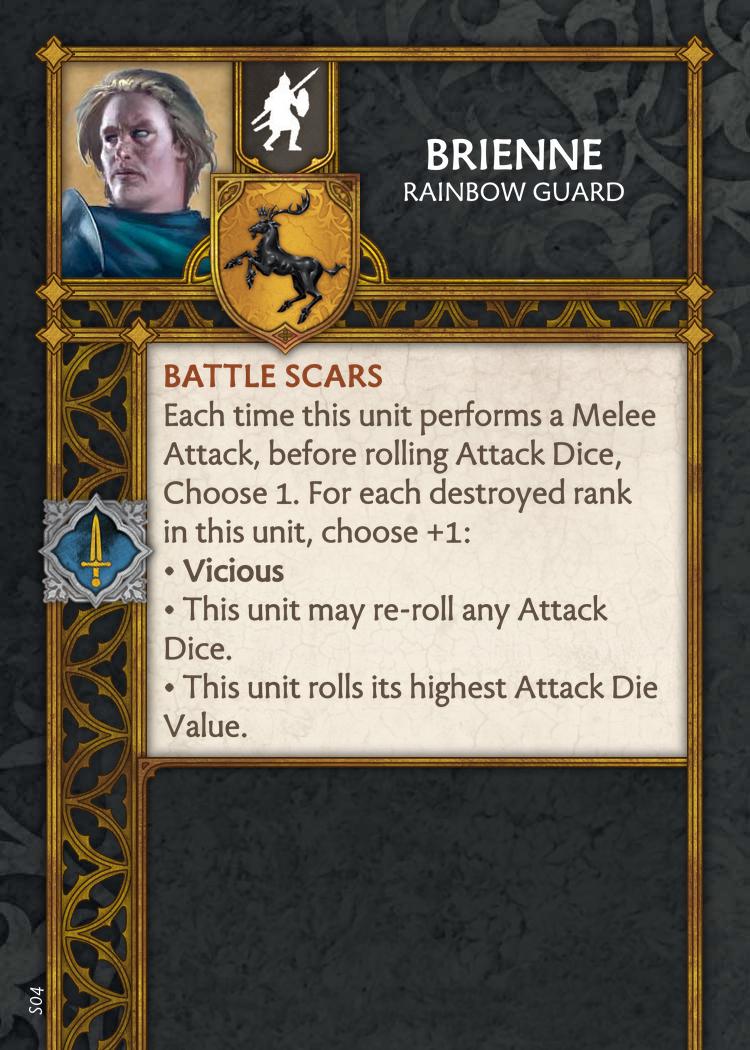 BRIENNE
RAINBOW GUARD
BATTLE SCARS
Each time this unit performs a Melee
Attack, before rolling Attack Dice,
Choose 1. For each destroyed rank
in this unit, choose +1:
• Vicious
• This unit may re-roll any Attack
Dice.
• This unit rolls its highest Attack Die
Value.
S04